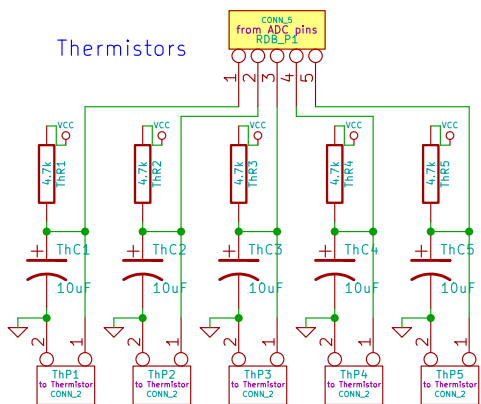 CONN_5
from ADC pins
RDB_P1
Thermistors
1 2 3 4 5
VCC VCC VCC VCC VCC
4.7k ThR1 4.7k ThR2 4.7k ThR3 4.7k ThR4 4.7k ThR5
+ ThC1 + ThC2 + ThC3 + ThC4 + ThC5
10uF 10uF 10uF 10uF 10uF
2 1 2 1 2 1 2 1 2 1
ThP1 ThP2 ThP3 ThP4 ThP5
to Thermistor to Thermistor to Thermistor to Thermistor to Thermistor
CONN_2 CONN_2 CONN_2 CONN_2 CONN_2